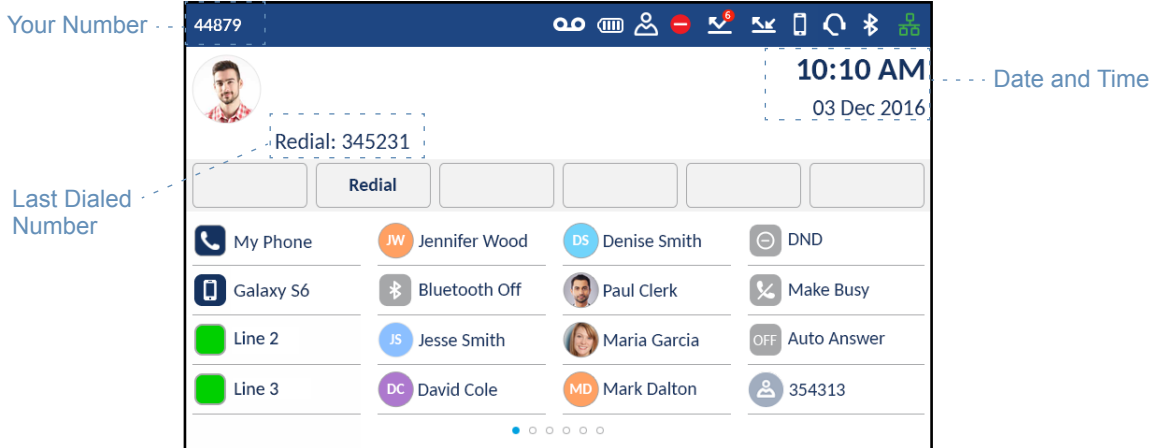 Your Number
44879
6
10:10 AM
Date and Time
03 Dec 2016
Redial: 345231
Last Dialed
Number
Redial
My Phone
JW Jennifer Wood
DS Denise Smith
DND
Galaxy S6
Bluetooth Off
Paul Clerk
Make Busy
Line 2
JS Jesse Smith
Maria Garcia
OFF Auto Answer
Line 3
DC David Cole
MD Mark Dalton
354313